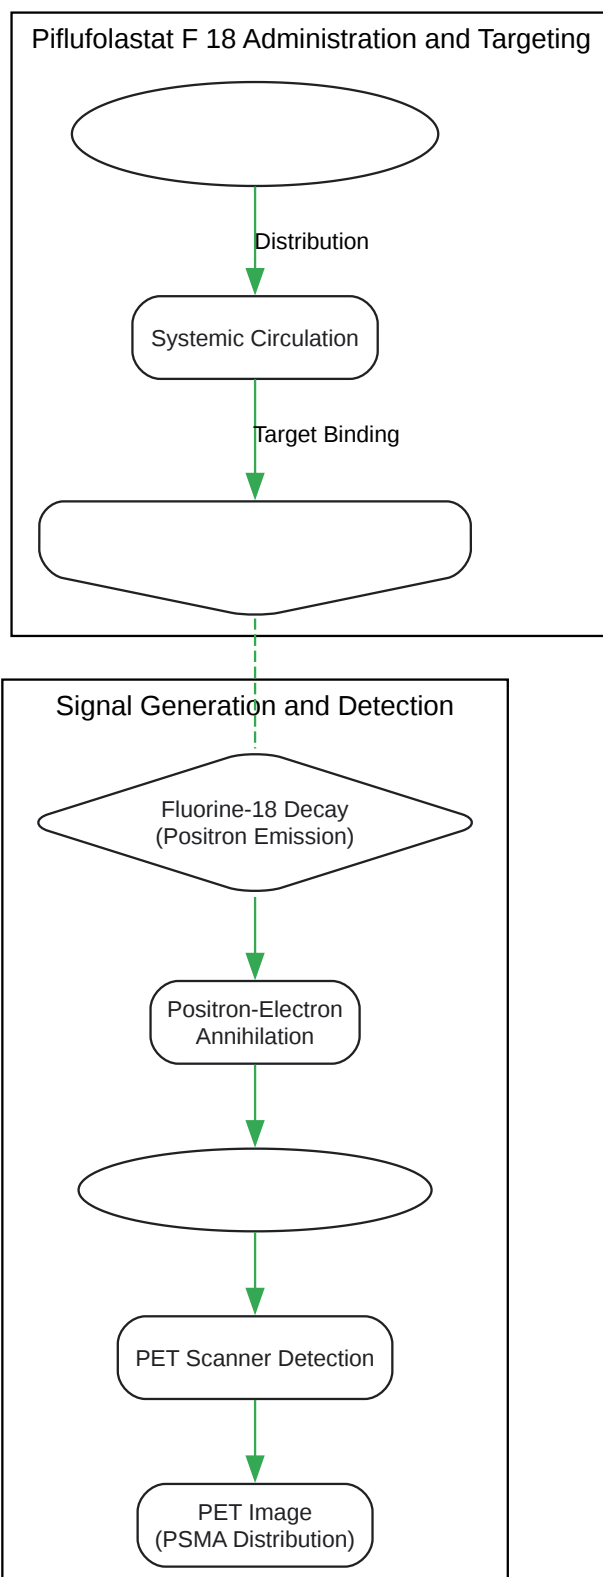 Piflufolastat F 18 Administration and Targeting
Distribution
Systemic Circulation
Target Binding
Signal Generation and Detection
Fluorine-18 Decay
(Positron Emission)
Positron-Electron
Annihilation
PET Scanner Detection
PET Image
(PSMA Distribution)